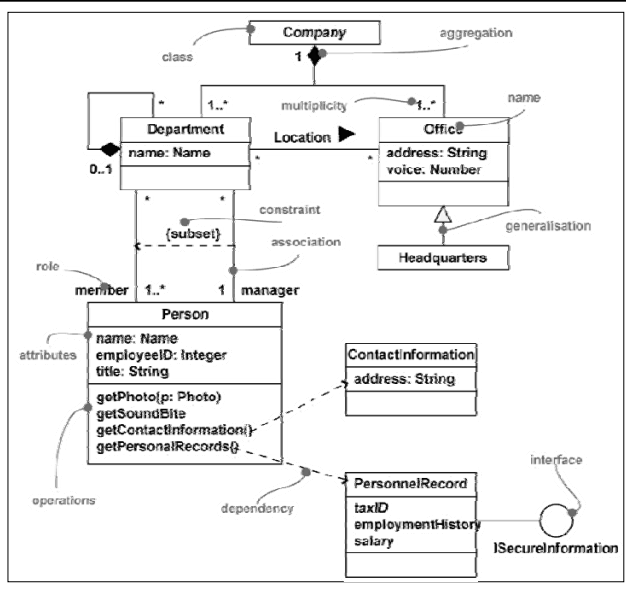 Company
aggregation
class
1
*
1..*
multiplicity
1..*
name
Department
Location
Office
name: Name
*
*
address: String
voice: Number
0..1
*
*
constraint
{subset}
generalisation
association
Headquarters
role
member
1..*
1
manager
Person
attributes
name: Name
employeeID: Integer
title: String
ContactInformation
address: String
getPhoto(p: Photo)
getSoundBite
getContactInformation()
getPersonalRecords()
interface
operations
dependency
PersonnelRecord
taxID
employmentHistory
salary
ISecureInformation